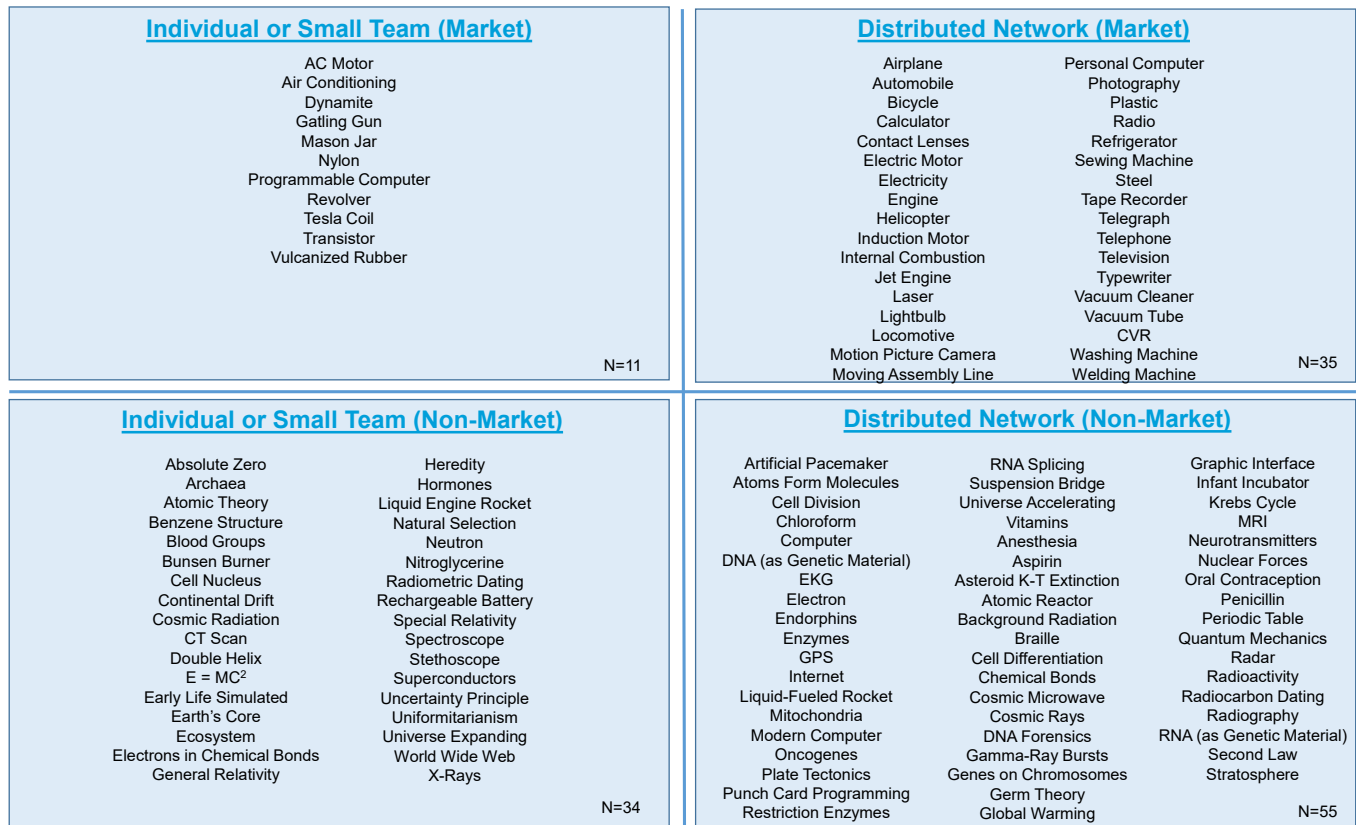 Individual or Small Team (Market)
AC Motor
Air Conditioning
Dynamite
Gatling Gun
Mason Jar
Nylon
Programmable Computer
Revolver
Tesla Coil
Transistor
Vulcanized Rubber
N=11
Distributed Network (Market)
Airplane
Automobile
Bicycle
Calculator
Contact Lenses
Electric Motor
Electricity
Engine
Helicopter
Induction Motor
Internal Combustion
Jet Engine
Laser
Lightbulb
Locomotive
Motion Picture Camera
Moving Assembly Line
Personal Computer
Photography
Plastic
Radio
Refrigerator
Sewing Machine
Steel
Tape Recorder
Telegraph
Telephone
Television
Typewriter
Vacuum Cleaner
Vacuum Tube
CVR
Washing Machine
Welding Machine
N=35
Individual or Small Team (Non-Market)
Absolute Zero
Archaea
Atomic Theory
Benzene Structure
Blood Groups
Bunsen Burner
Cell Nucleus
Continental Drift
Cosmic Radiation
CT Scan
Double Helix
E = MC²
Early Life Simulated
Earth's Core
Ecosystem
Electrons in Chemical Bonds
General Relativity
Heredity
Hormones
Liquid Engine Rocket
Natural Selection
Neutron
Nitroglycerine
Radiometric Dating
Rechargeable Battery
Special Relativity
Spectroscope
Stethoscope
Superconductors
Uncertainty Principle
Uniformitarianism
Universe Expanding
World Wide Web
X-Rays
N=34
Distributed Network (Non-Market)
Artificial Pacemaker
Atoms Form Molecules
Cell Division
Chloroform
Computer
DNA (as Genetic Material)
EKG
Electron
Endorphins
Enzymes
GPS
Internet
Liquid-Fueled Rocket
Mitochondria
Modern Computer
Oncogenes
Plate Tectonics
Punch Card Programming
Restriction Enzymes
RNA Splicing
Suspension Bridge
Universe Accelerating
Vitamins
Anesthesia
Aspirin
Asteroid K-T Extinction
Atomic Reactor
Background Radiation
Braille
Cell Differentiation
Chemical Bonds
Cosmic Microwave
Cosmic Rays
DNA Forensics
Gamma-Ray Bursts
Genes on Chromosomes
Germ Theory
Global Warming
Graphic Interface
Infant Incubator
Krebs Cycle
MRI
Neurotransmitters
Nuclear Forces
Oral Contraception
Penicillin
Periodic Table
Quantum Mechanics
Radar
Radioactivity
Radiocarbon Dating
Radiography
RNA (as Genetic Material)
Second Law
Stratosphere
N=55